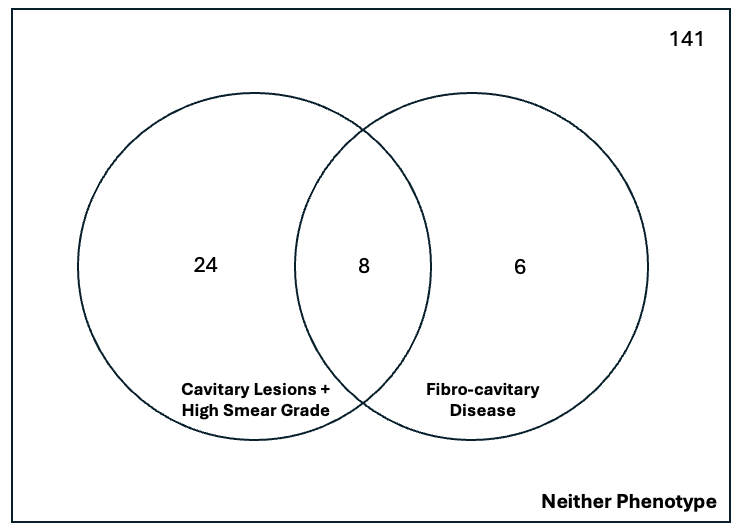 141
24
8
6
Cavitary Lesions +
High Smear Grade
Fibro-cavitary
Disease
Neither Phenotype